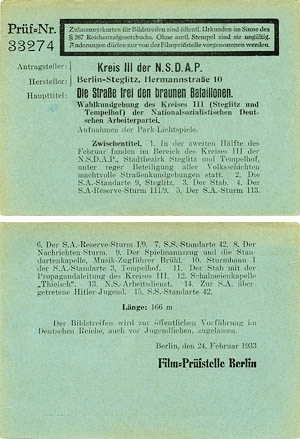 Prüf-Nr.
33274
Zulassungskarten für Bildstreifen sind öffentl. Urkunden im Sinne des
§ 267 Reichsstrafgesetzbuchs. Ohne amtl. Stempel sind sie ungültig.
Änderungen dürfen nur von der Filmprüfstelle vorgenommen werden.
Antragsteller: Kreis III der N.S.D.A.P.
Hersteller: Berlin-Steglitz, Hermannstraße 10
Haupttitel: Die Straße frei den braunen Bataillonen.
Wahlkundgebung des Kreises III (Steglitz und
Tempelhof) der Nationalsozialistischen Deut-
schen Arbeiterpartei,
Aufnahmen der Park-Lichtspiele.
Zwischentitel, 1. In der zweiten Hälfte des
Februar fanden im Bereich des Kreises III der
N.S.D.A.P., Stadtbezirk Steglitz und Tempelhof,
unter reger Beteiligung aller Volksschichten
machtvolle Straßenkundgebungen statt. 2. Die
S.A.-Standarte 9, Steglitz, 3. Der Stab, 4. Der
S.A.-Reserve-Sturm III/9. 5. Der S.A.-Sturm 113.
6. Der S.A.-Reserve-Sturm I/9. 7. S.S.-Standarte 42, 8. Der
Nachrichten-Sturm. 9. Der Spielmannszug und die Stan-
dartenkapelle, Musik-Zugführer Brühl. 10. Sturmbann I
der S.A.-Standarte 3, Tempelhof. 11. Der Stab mit der
Propagandaleitung des Kreises III, 12. Schalmeienkapelle
13. N.S.-Arbeitsdienst. 14. Zur S.A. über-
getretene Hitler-Jugend. 15. S.S.-Standarte 42.
Länge: 166 m
Der Bildstreifen wird zur öffentlichen Vorführung im
Deutschen Reiche, auch vor Jugendlichen, zugelassen.
Berlin, den 24. Februar 1933
Film=Prüfstelle Berlin